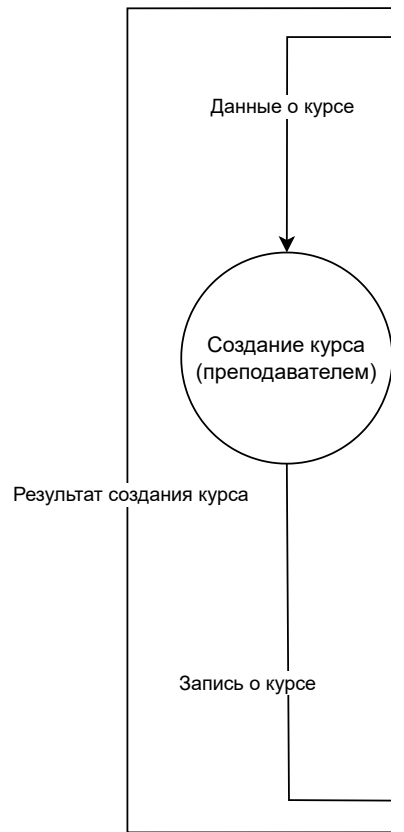 Данные о курсе
Создание курса
(преподавателем)
Результат создания курса
Запись о курсе